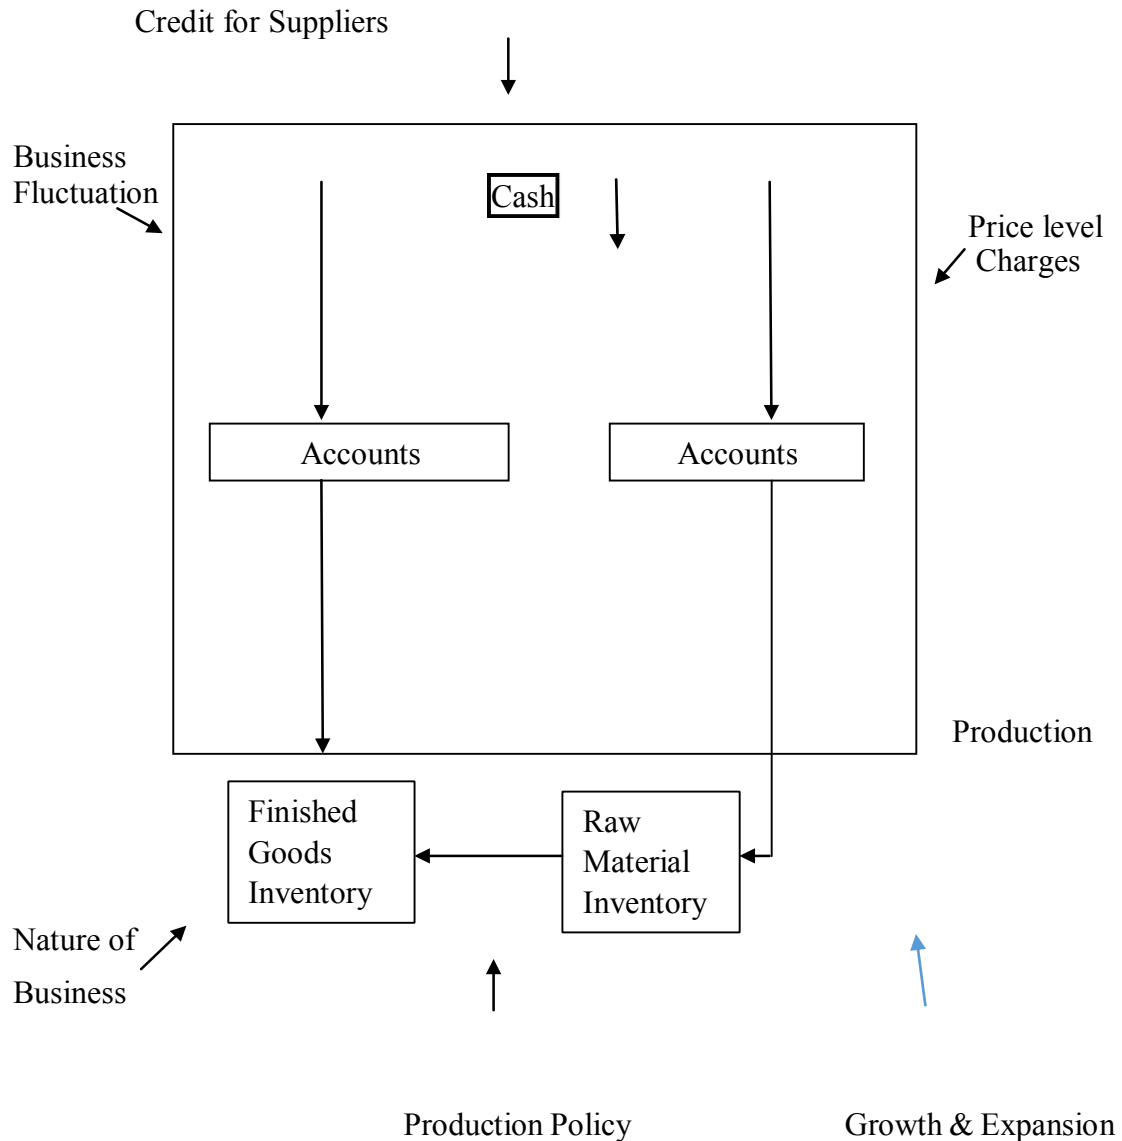 Credit for Suppliers
Business
Fluctuation
Cash
Price level
Charges
Accounts
Accounts
Production
Finished
Goods
Inventory
Raw
Material
Inventory
Nature of
Business
Production Policy
Growth & Expansion